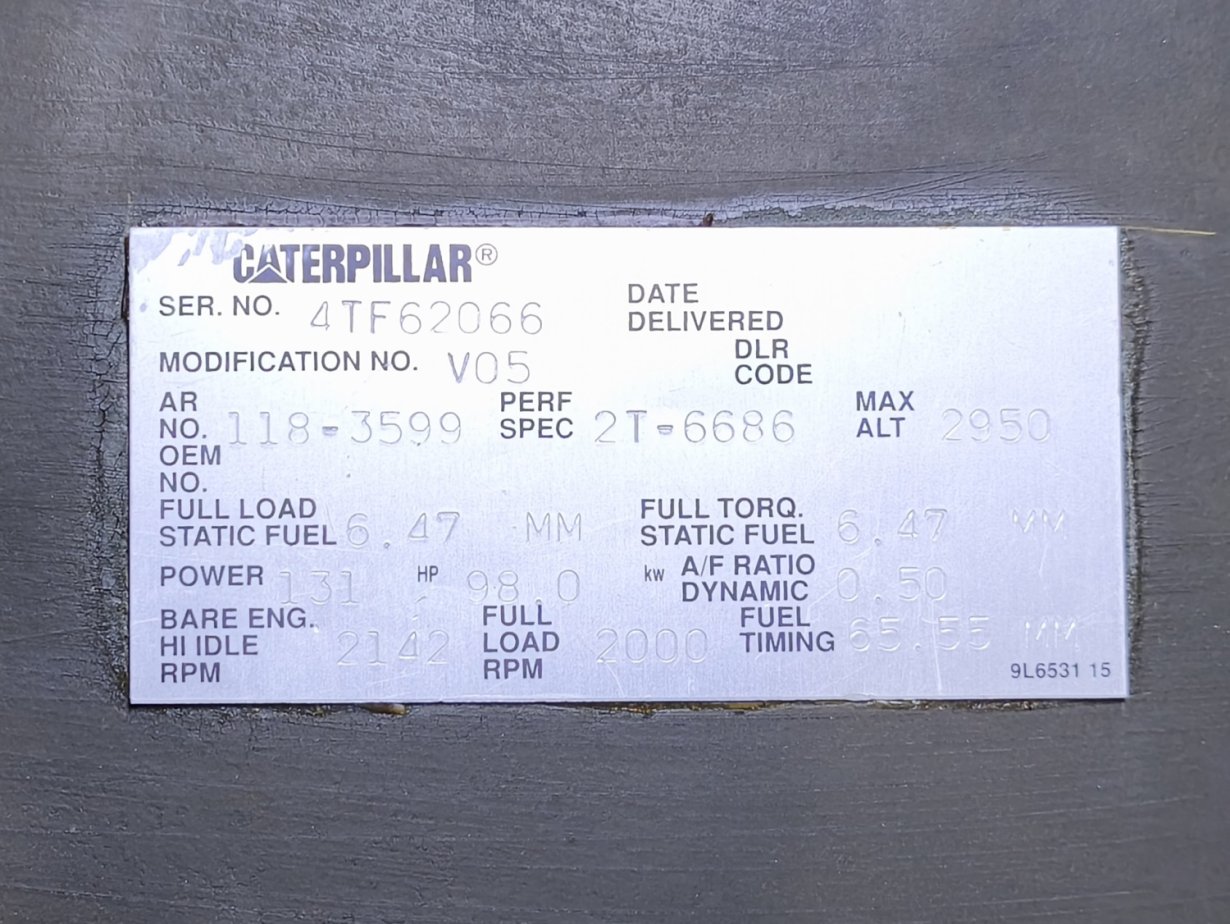 CATERPILLAR®
SER. NO. 4TF62066 DATE DELIVERED
MODIFICATION NO. V05 DLR CODE
AR NO. 118-3599 PERF SPEC 2T-6686 MAX ALT 2950
OEM NO.
FULL LOAD STATIC FUEL 6.47 MM FULL TORQ. STATIC FUEL 6.47 MM
POWER 131 HP 98.0 kw A/F RATIO DYNAMIC 0.50
BARE ENG. HI IDLE RPM 2142 FULL LOAD RPM 2000 FUEL TIMING 65.55 MM
9L6531 15